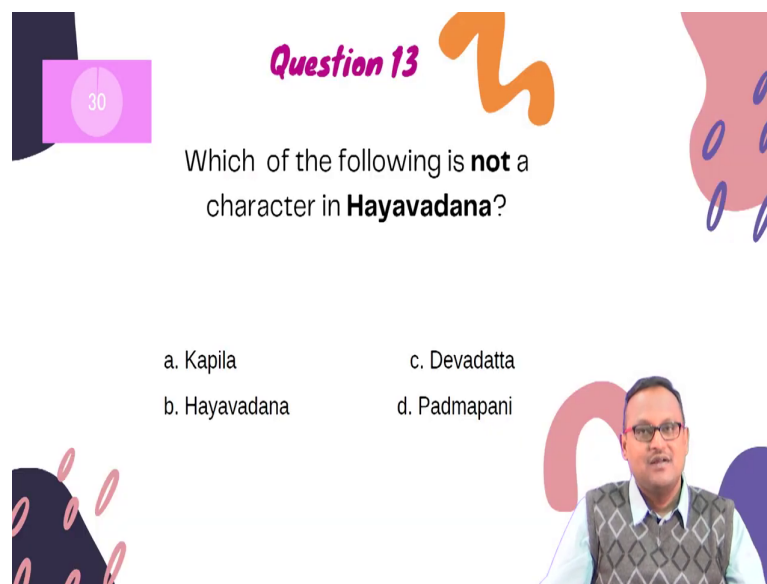 Question 13
30
Which of the following is not a
character in Hayavadana?
a. Kapila
c. Devadatta
b. Hayavadana
d. Padmapani